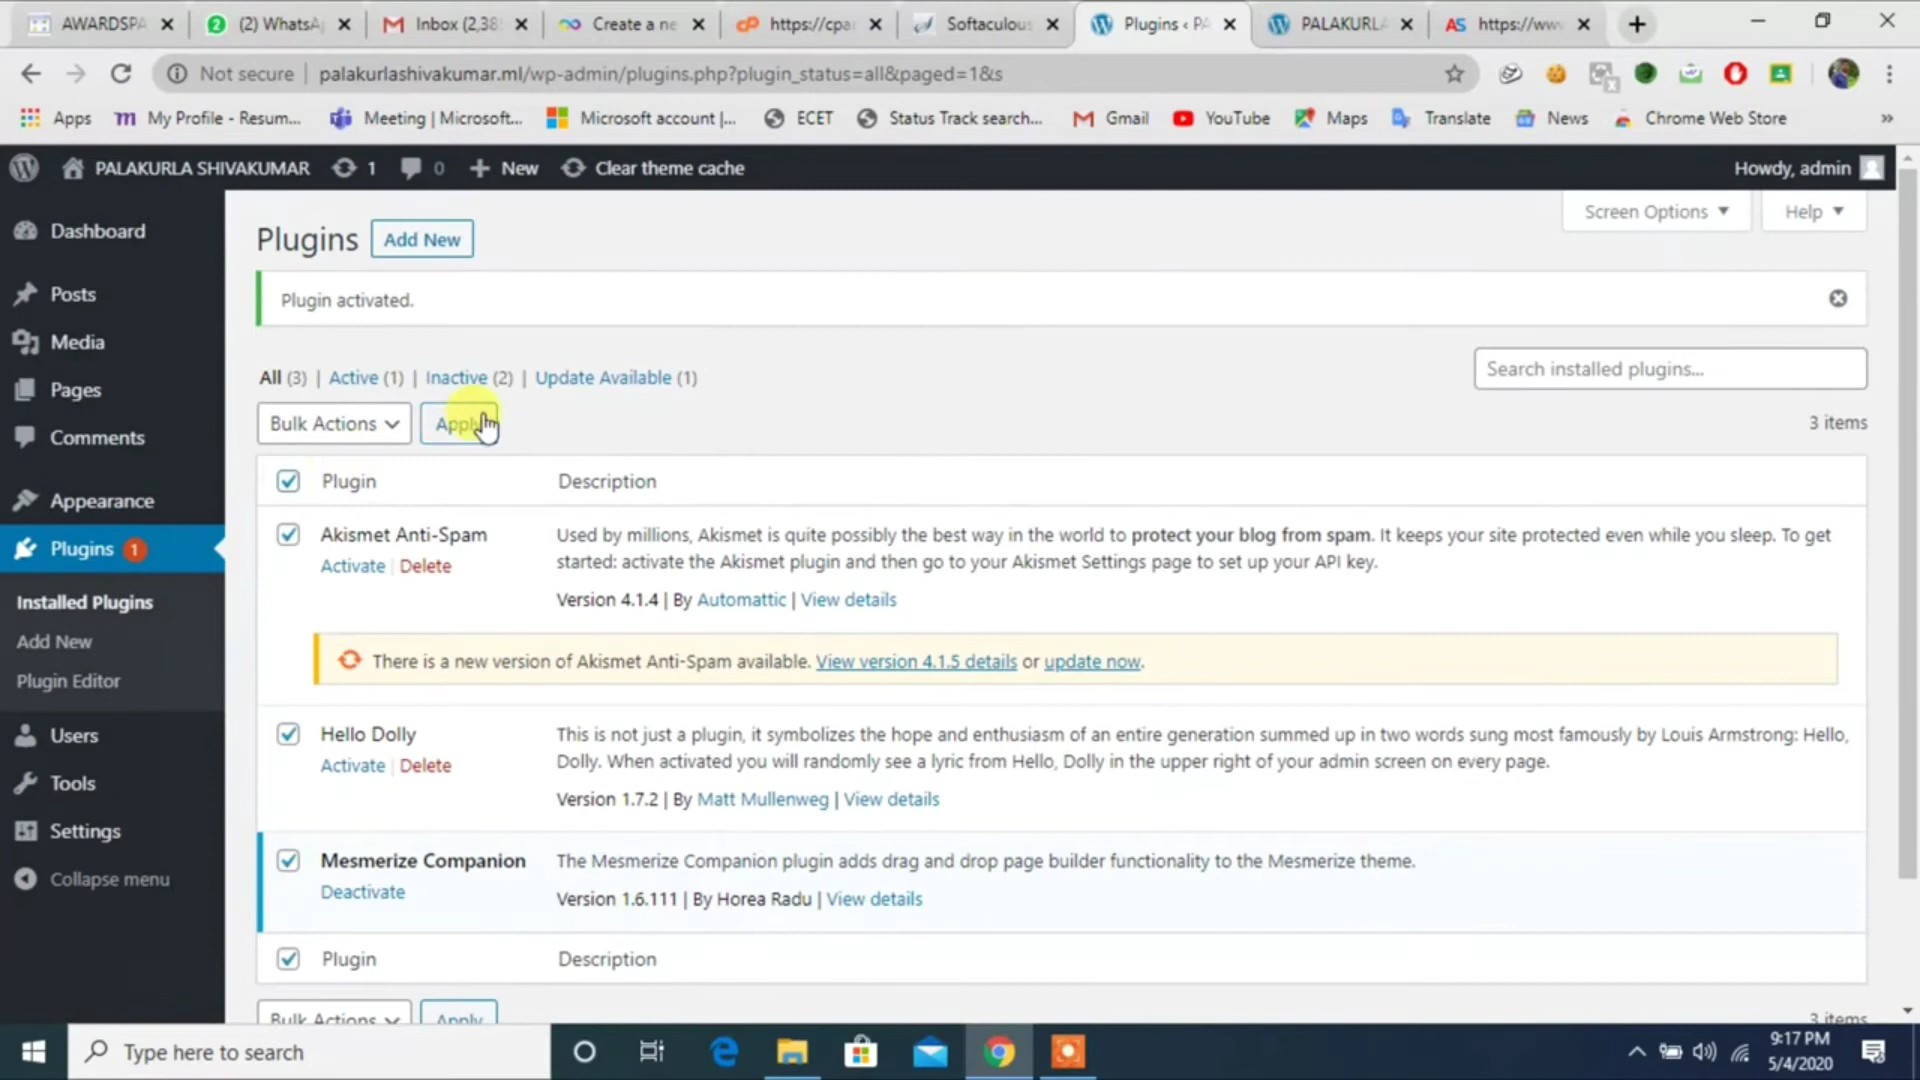 AWARDSPA
(2) WhatsA
Inbox (2,38
Create a ne
https://cpa
Softaculous
Plugins ‹ PA
PALAKURLA
https://www
Not secure | palakurlashivakumar.ml/wp-admin/plugins.php?plugin_status=all&paged=1&s
Apps
My Profile - Resum...
Meeting | Microsoft...
Microsoft account |...
ECET
Status Track search...
Gmail
YouTube
Maps
Translate
News
Chrome Web Store
»
PALAKURLA SHIVAKUMAR
1
0
New
Clear theme cache
Howdy, admin
Dashboard
Posts
Media
Pages
Comments
Appearance
Plugins 1
Installed Plugins
Add New
Plugin Editor
Users
Tools
Settings
Collapse menu
Screen Options
Help
Plugins
Add New
Plugin activated.
All (3) | Active (1) | Inactive (2) | Update Available (1)
Search installed plugins...
Bulk Actions
Apply
3 items
Plugin
Description
Akismet Anti-Spam
Activate | Delete
Used by millions, Akismet is quite possibly the best way in the world to protect your blog from spam. It keeps your site protected even while you sleep. To get
started: activate the Akismet plugin and then go to your Akismet Settings page to set up your API key.
Version 4.1.4 | By Automattic | View details
There is a new version of Akismet Anti-Spam available. View version 4.1.5 details or update now.
Hello Dolly
Activate | Delete
This is not just a plugin, it symbolizes the hope and enthusiasm of an entire generation summed up in two words sung most famously by Louis Armstrong: Hello,
Dolly. When activated you will randomly see a lyric from Hello, Dolly in the upper right of your admin screen on every page.
Version 1.7.2 | By Matt Mullenweg | View details
Mesmerize Companion
Deactivate
The Mesmerize Companion plugin adds drag and drop page builder functionality to the Mesmerize theme.
Version 1.6.111 | By Horea Radu | View details
Plugin
Description
Bulk Actions
Apply
3 items
Type here to search
9:17 PM
5/4/2020